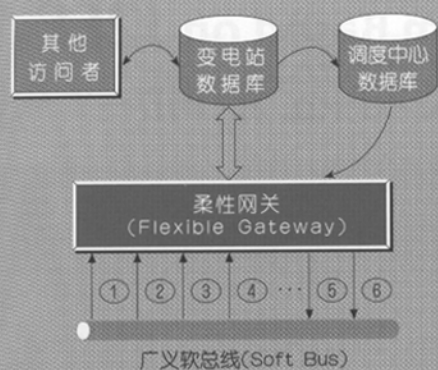 其他
访问者
变电站
数据库
调度中心
数据库
柔性网关
(Flexible Gateway)
① ② ③ ④ … ⑤ ⑥
广义软总线(Soft Bus)